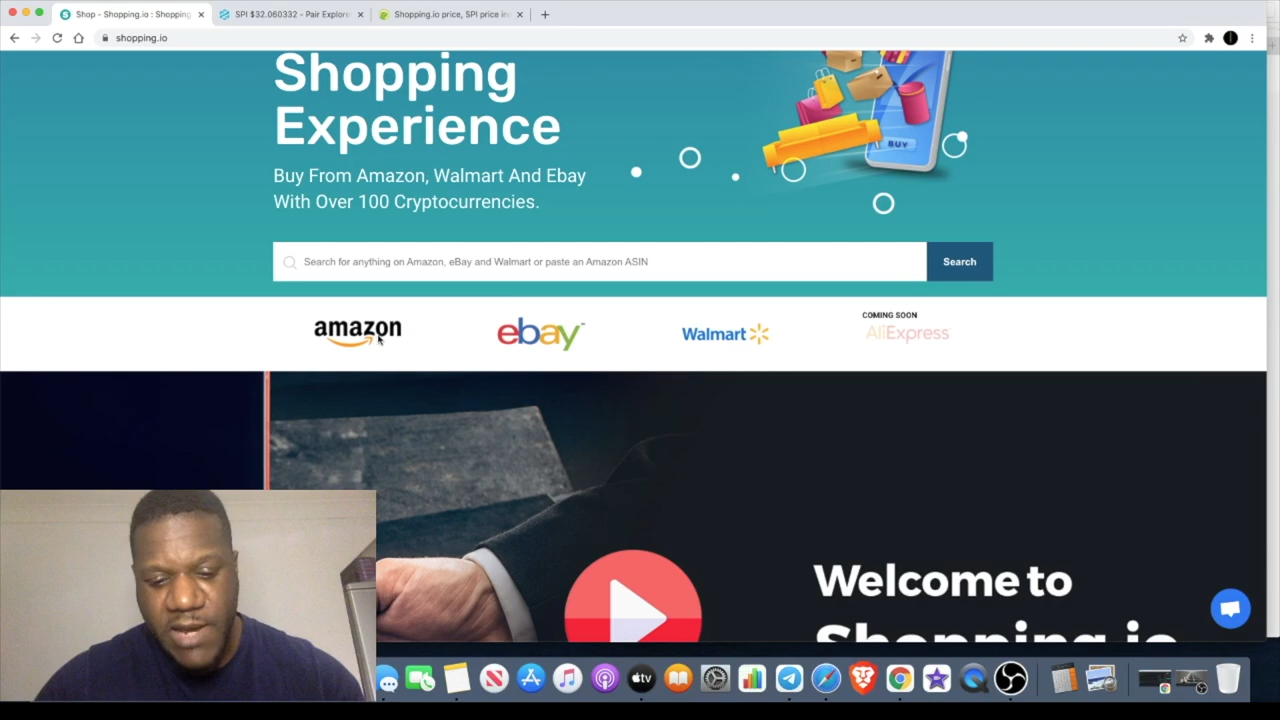 Shop - Shopping.io : Shopping
SPI $32.060332 - Pair Explore
Shopping.io price, SPI price in
shopping.io
Shopping
Experience
Buy From Amazon, Walmart And Ebay
With Over 100 Cryptocurrencies.
BUY
Search for anything on Amazon, eBay and Walmart or paste an Amazon ASIN
Search
amazon
ebay
Walmart
COMING SOON
AliExpress
Welcome to
Shopping.io
tv